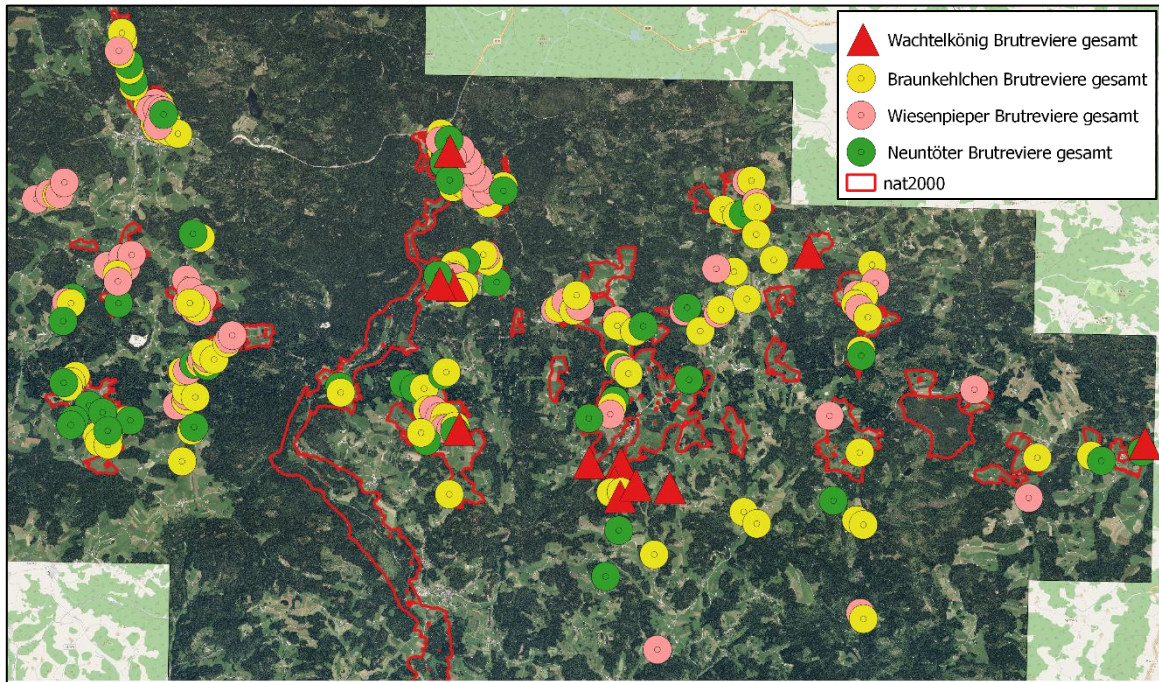 Wachtelkönig Brutreviere gesamt
Braunkehlchen Brutreviere gesamt
Wiesenpieper Brutreviere gesamt
Neuntöter Brutreviere gesamt
nat2000